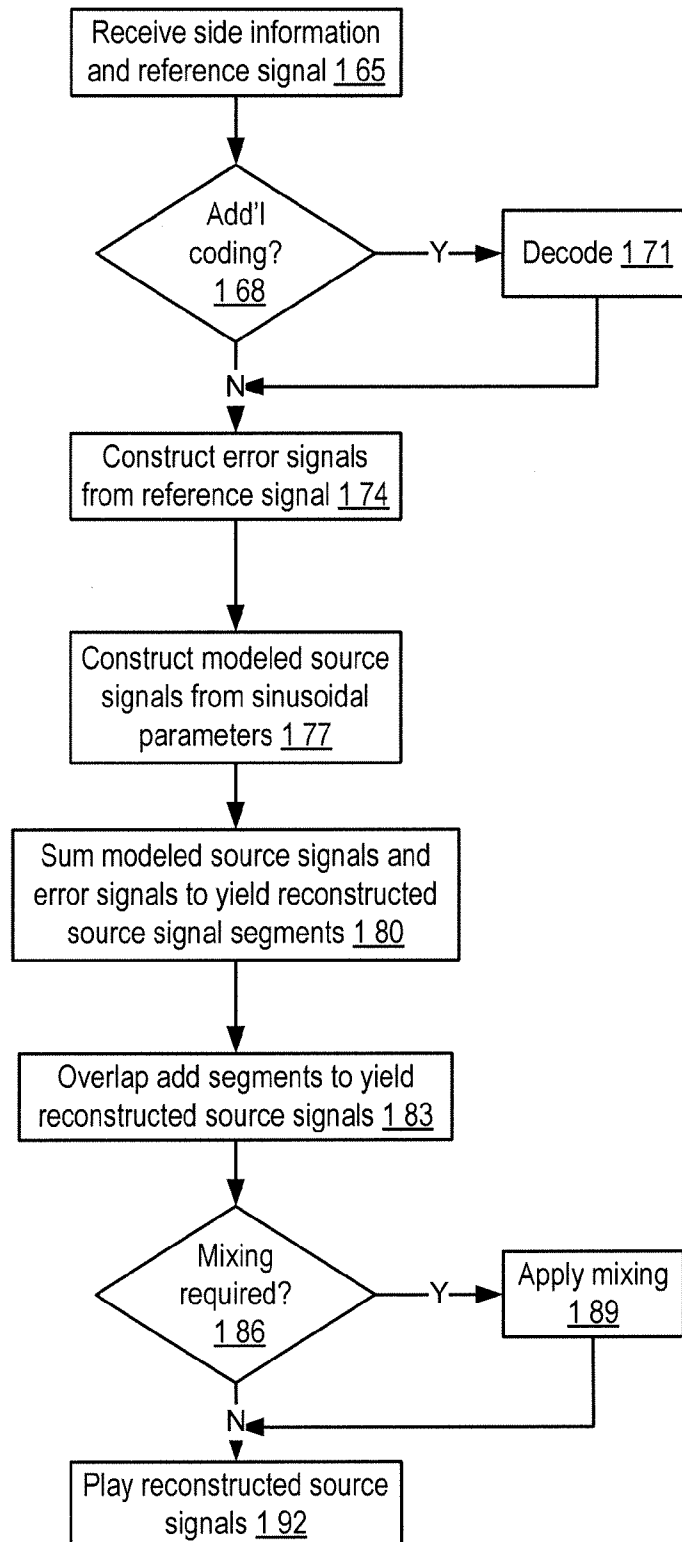 Receive side information
and reference signal 1 65
Add'l
coding?
1 68
Y
Decode 1 71
N
Construct error signals
from reference signal 1 74
Construct modeled source
signals from sinusoidal
parameters 1 77
Sum modeled source signals and
error signals to yield reconstructed
source signal segments 1 80
Overlap add segments to yield
reconstructed source signals 1 83
Mixing
required?
1 86
Y
Apply mixing
1 89
N
Play reconstructed source
signals 1 92